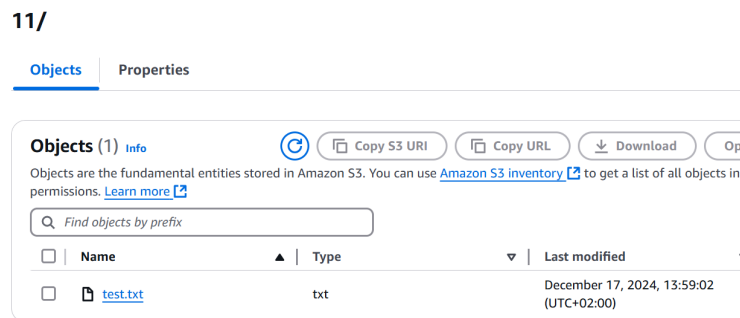 11/
Objects Properties
Objects (1) Info Copy S3 URI Copy URL Download Op
Objects are the fundamental entities stored in Amazon S3. You can use Amazon S3 inventory to get a list of all objects in
permissions. Learn more
Find objects by prefix
Name Type Last modified
test.txt txt December 17, 2024, 13:59:02
(UTC+02:00)